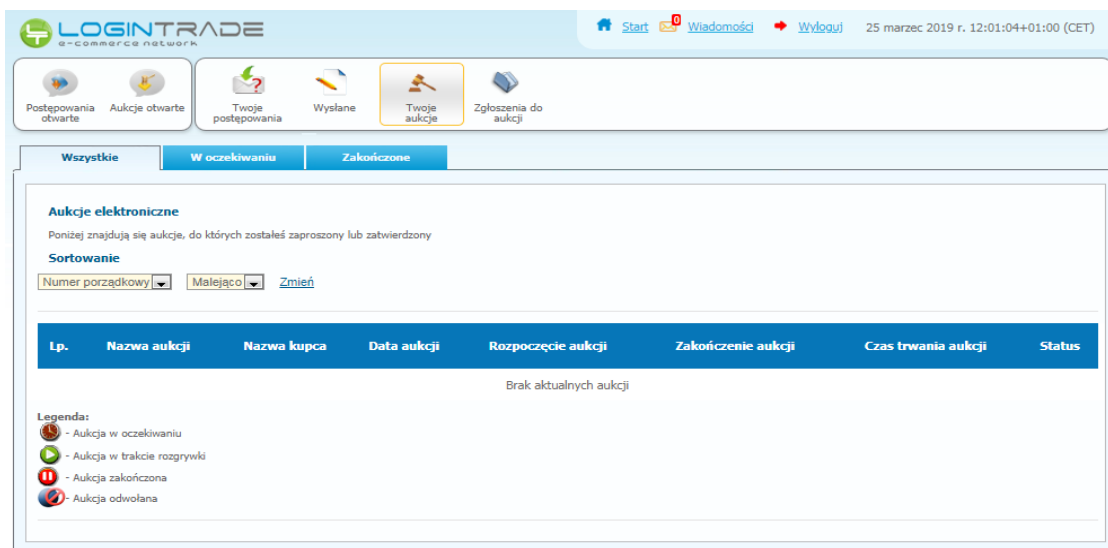 LOGINTRADE
e-commerce network
Start 0 Wiadomości Wyloguj 25 marzec 2019 r. 12:01:04+01:00 (CET)
Postępowania otwarte
Aukcje otwarte
Twoje postępowania
Wysłane
Twoje aukcje
Zgłoszenia do aukcji
Wszystkie W oczekiwaniu Zakończone
Aukcje elektroniczne
Poniżej znajdują się aukcje, do których zostałeś zaproszony lub zatwierdzony
Sortowanie
Numer porządkowy Malejąco Zmień
Lp. Nazwa aukcji Nazwa kupca Data aukcji Rozpoczęcie aukcji Zakończenie aukcji Czas trwania aukcji Status
Brak aktualnych aukcji
Legenda:
- Aukcja w oczekiwaniu
- Aukcja w trakcie rozgrywki
- Aukcja zakończona
- Aukcja odwołana